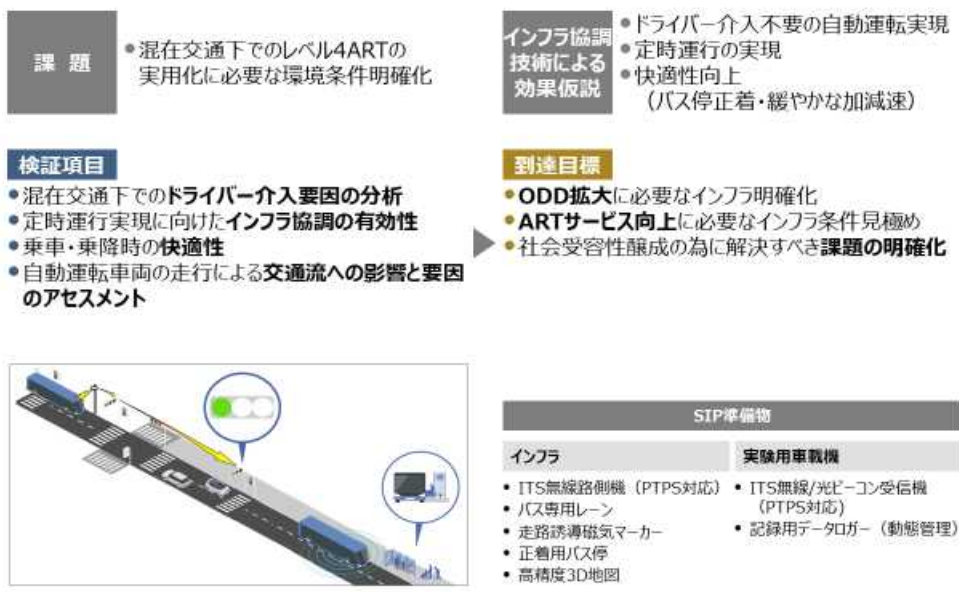 課 題
●混在交通下でのレベル4ARTの
実用化に必要な環境条件明確化
インフラ協調
技術による
効果仮説
●ドライバー介入不要の自動運転実現
●定時運行の実現
●快適性向上
（バス停正着・緩やかな加減速）
検証項目
●混在交通下でのドライバー介入要因の分析
●定時運行実現に向けたインフラ協調の有効性
●乗車・乗降時の快適性
●自動運転車両の走行による交通流への影響と要因
のアセスメント
到達目標
●ODD拡大に必要なインフラ明確化
●ARTサービス向上に必要なインフラ条件見極め
●社会受容性醸成の為に解決すべき課題の明確化
SIP準備物
インフラ
• ITS無線路側機（PTPS対応）
• バス専用レーン
• 走路誘導磁気マーカー
• 正着用バス停
• 高精度3D地図
実験用車載機
• ITS無線/光ビーコン受信機
（PTPS対応)
• 記録用データロガー（動態管理）